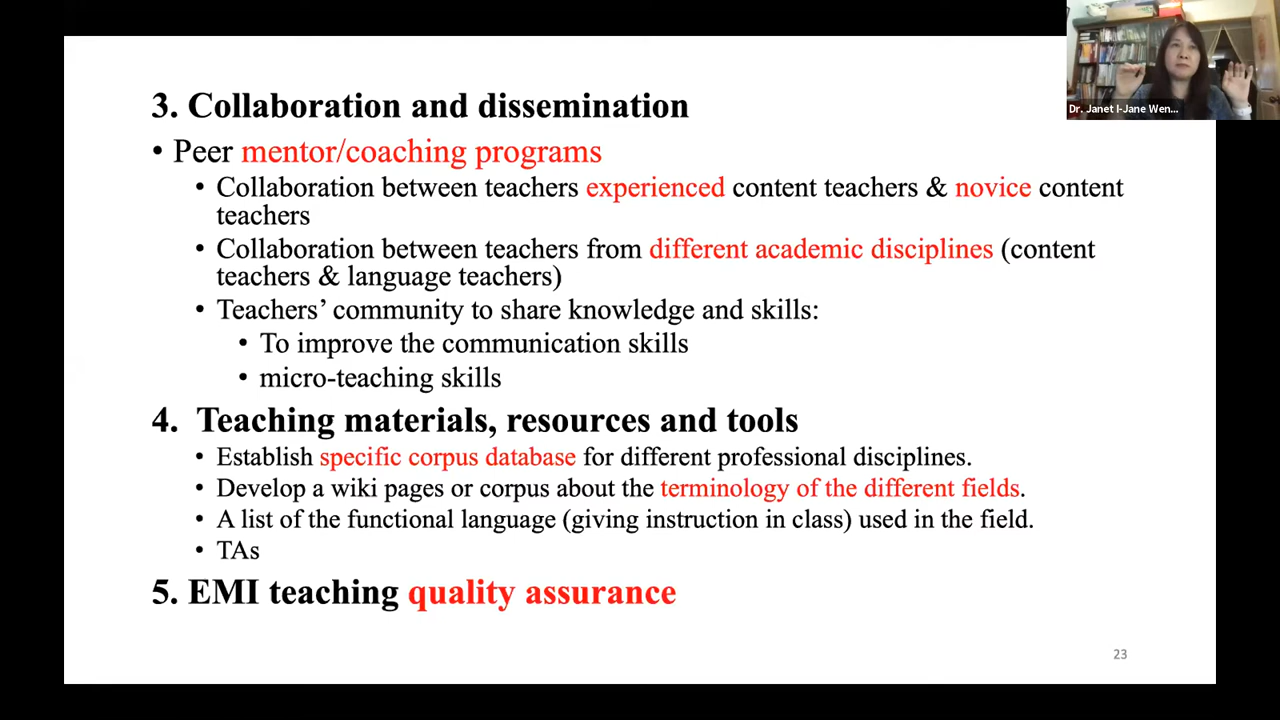 Dr. Janet I-Jane Wen...
3. Collaboration and dissemination
• Peer mentor/coaching programs
• Collaboration between teachers experienced content teachers & novice content
teachers
• Collaboration between teachers from different academic disciplines (content
teachers & language teachers)
• Teachers’ community to share knowledge and skills:
• To improve the communication skills
• micro-teaching skills
4. Teaching materials, resources and tools
• Establish specific corpus database for different professional disciplines.
• Develop a wiki pages or corpus about the terminology of the different fields.
• A list of the functional language (giving instruction in class) used in the field.
• TAs
5. EMI teaching quality assurance
23